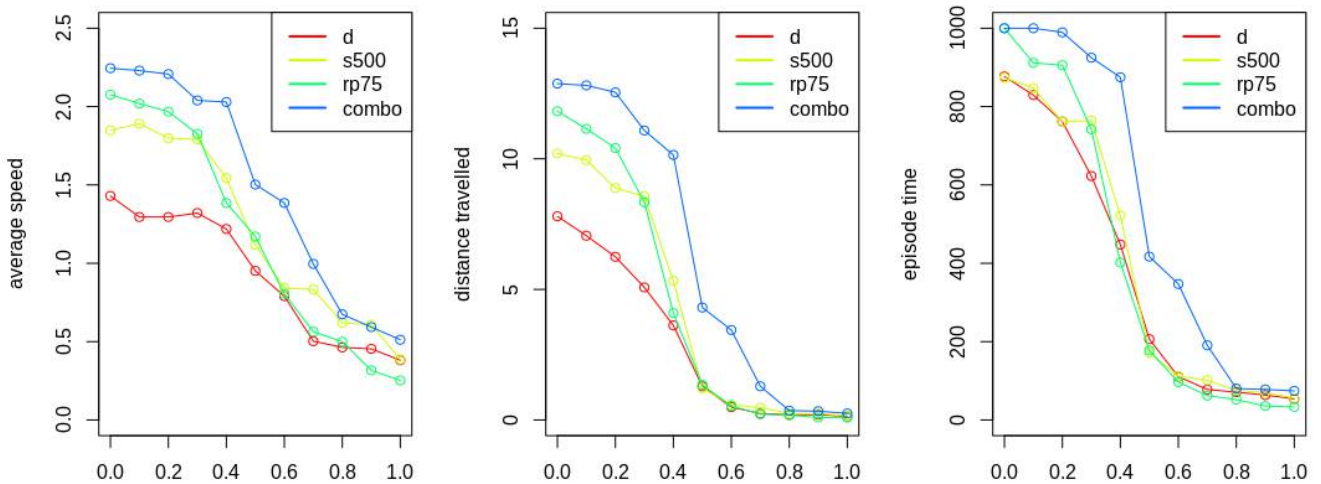 average speed
2.5
2.0
1.5
1.0
0.5
0.0
d
s500
rp75
combo
0.0 0.2 0.4 0.6 0.8 1.0
distance travelled
15
10
5
0
d
s500
rp75
combo
0.0 0.2 0.4 0.6 0.8 1.0
episode time
1000
800
600
400
200
0
d
s500
rp75
combo
0.0 0.2 0.4 0.6 0.8 1.0